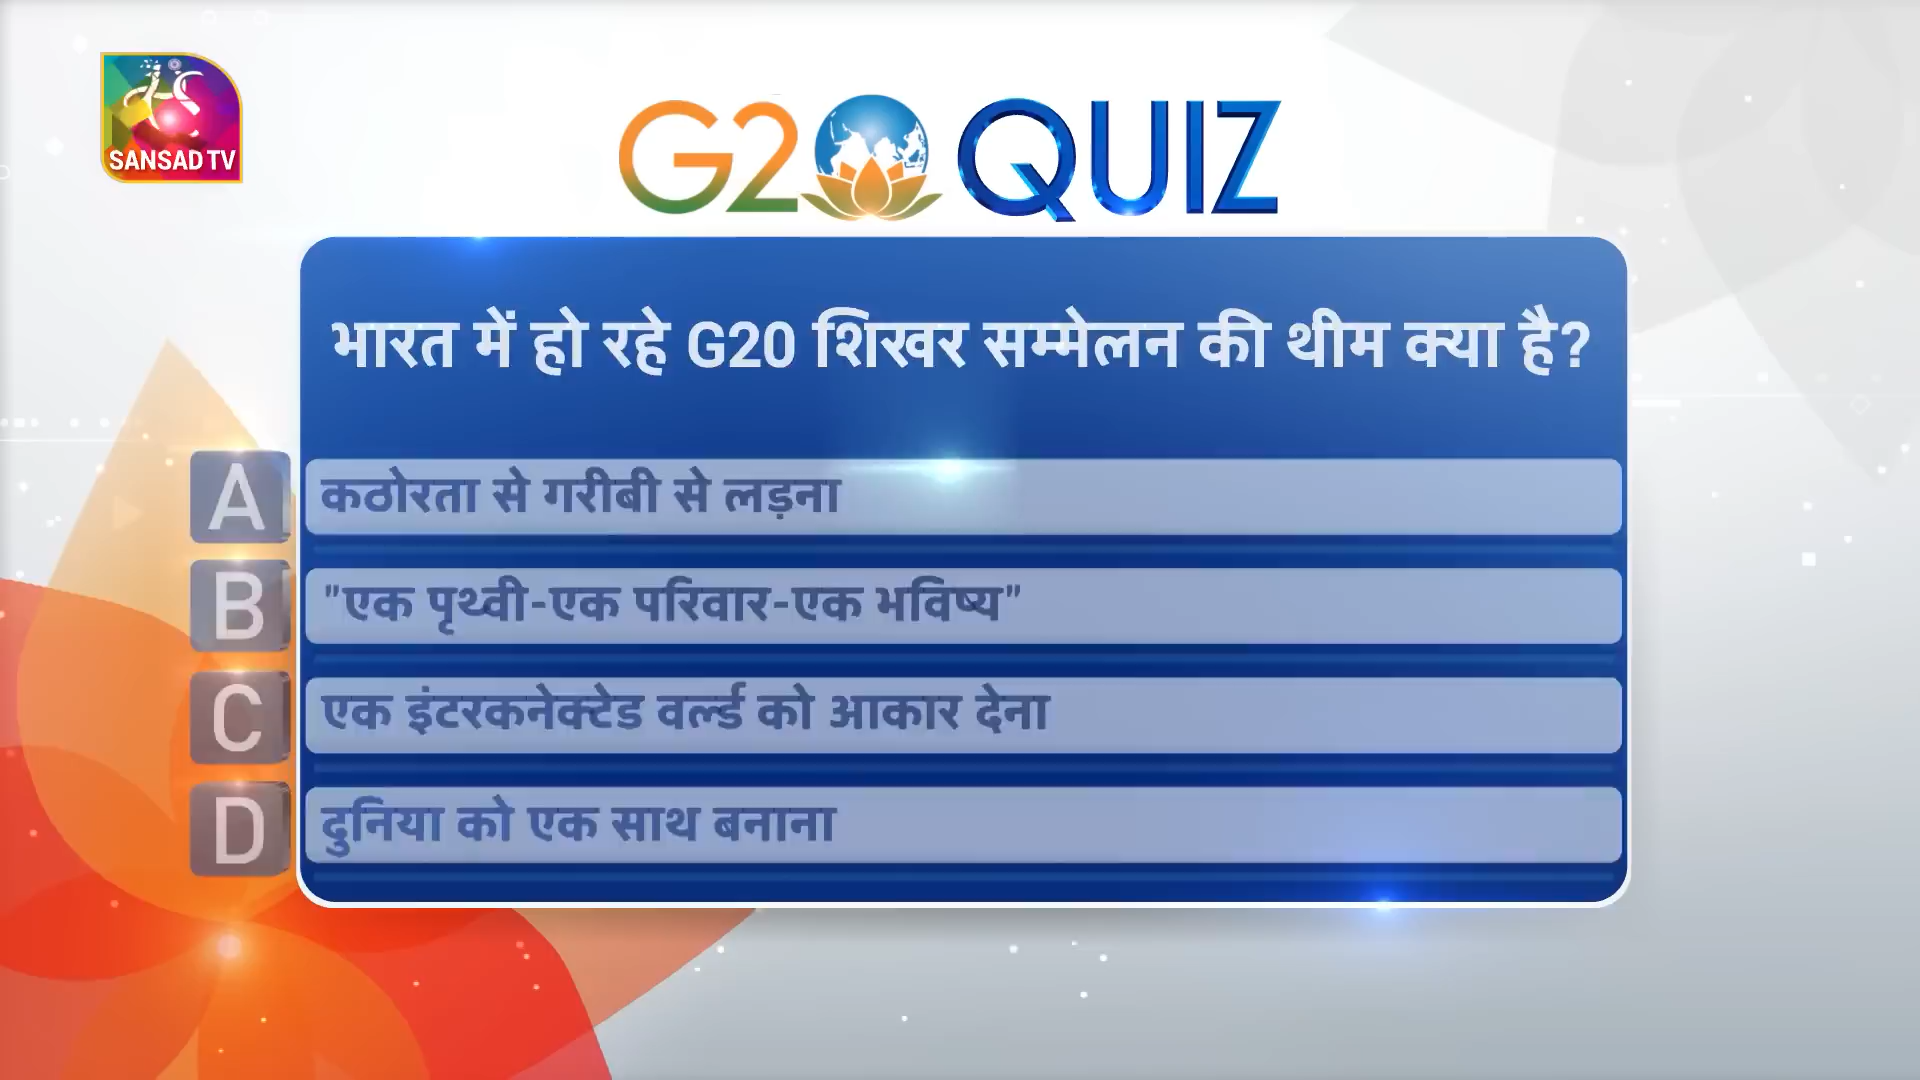 SANSAD TV
G20 QUIZ
भारत में हो रहे G20 शिखर सम्मेलन की थीम क्या है?
A कठोरता से गरीबी से लड़ना
B "एक पृथ्वी-एक परिवार-एक भविष्य"
C एक इंटरकनेक्टेड वर्ल्ड को आकार देना
D दुनिया को एक साथ बनाना